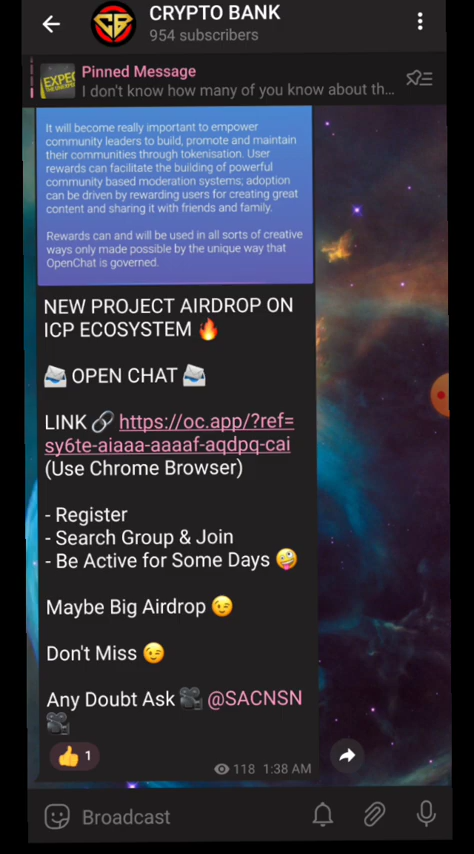 CRYPTO BANK
954 subscribers
Pinned Message
I don't know how many of you know about th...
EXPEC
It will become really important to empower
community leaders to build, promote and maintain
their communities through tokenisation. User
rewards can facilitate the building of powerful
community based moderation systems; adoption
can be driven by rewarding users for creating great
content and sharing it with friends and family.
Rewards can and will be used in all sorts of creative
ways only made possible by the unique way that
OpenChat is governed.
NEW PROJECT AIRDROP ON
ICP ECOSYSTEM 🔥
📨 OPEN CHAT 📨
LINK 🔗 https://oc.app/?ref=
sy6te-aiaaa-aaaaf-aqdpq-cai
(Use Chrome Browser)
- Register
- Search Group & Join
- Be Active for Some Days 🤪
Maybe Big Airdrop 😉
Don't Miss 😉
Any Doubt Ask 🎥 @SACNSN
🎥
👍 1
118 1:38 AM
Broadcast